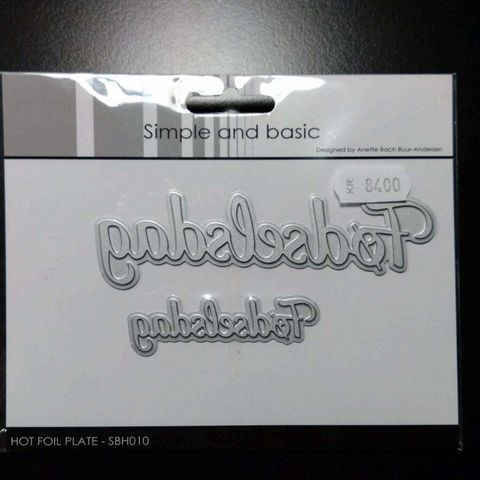 Simple and basic
Designed by Anette Bach Buur-Andersen
KR 8400
Fødselsdag
Fødselsdag
HOT FOIL PLATE - SBH010